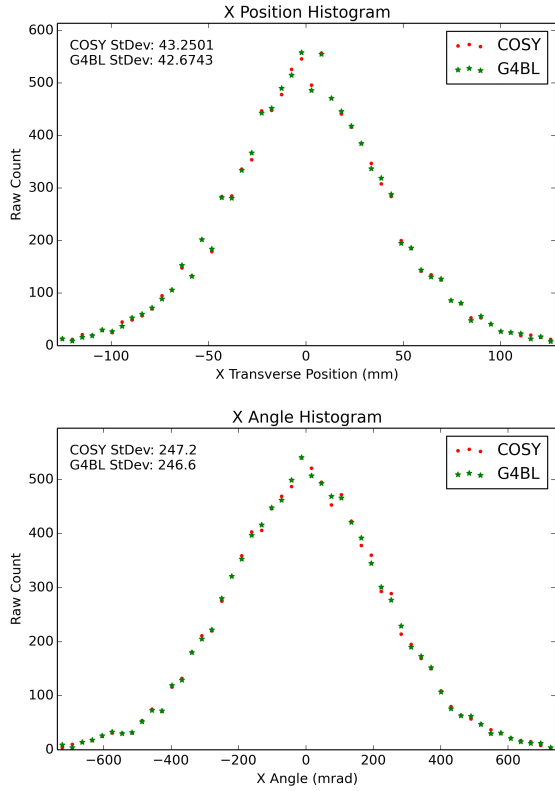 X Position Histogram
600
500
400
300
200
100
0
Raw Count
COSY StDev: 43.2501
G4BL StDev: 42.6743
COSY
G4BL
−100
−50
0
50
100
X Transverse Position (mm)
X Angle Histogram
500
400
300
200
100
0
Raw Count
COSY StDev: 247.2
G4BL StDev: 246.6
COSY
G4BL
−600
−400
−200
0
200
400
600
X Angle (mrad)